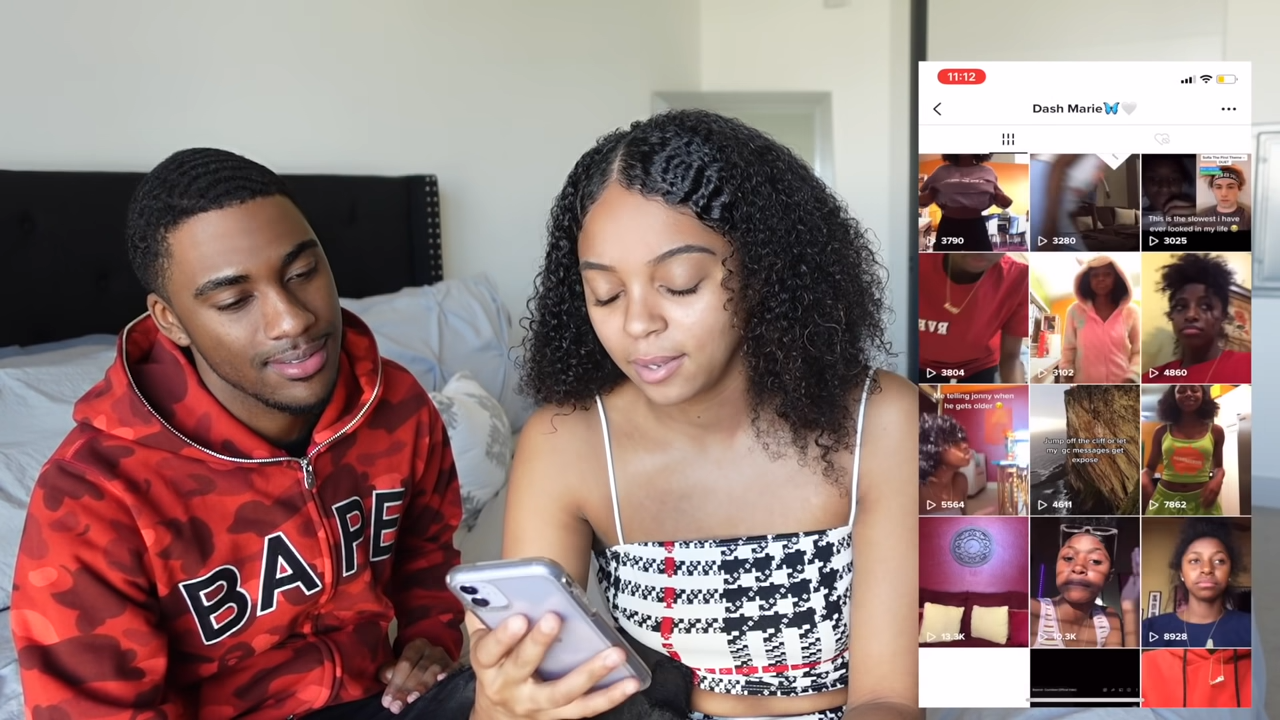 BAPE
11:12
Dash Marie🦋🤍
This is the slowest i have
ever looked in my life 😭
3790
3280
3025
3804
3102
4860
Me telling jonny when
he gets older
Jump off the cliff or let
my gc messages get
expose
5564
4611
7862
13.3K
10.3K
8928